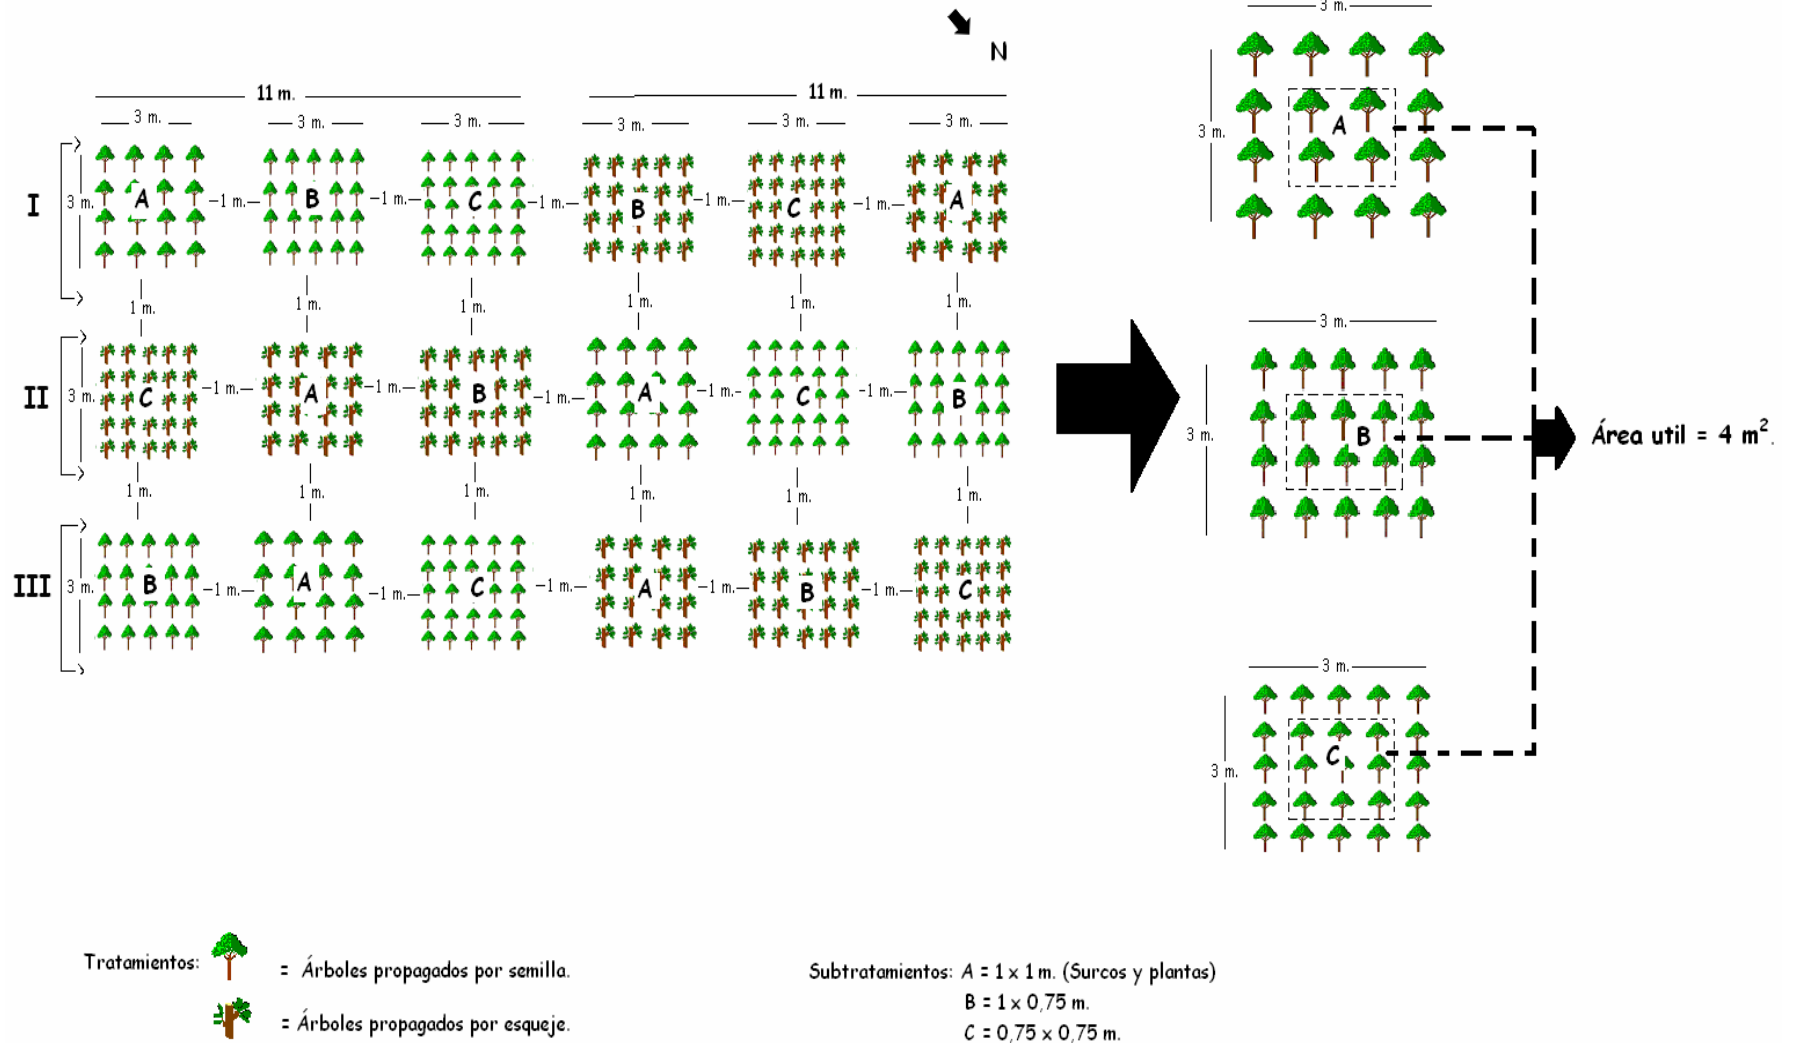 3 m.
N
11 m.
11 m.
3 m.
3 m.
3 m.
3 m.
3 m.
3 m.
3 m.
A
I
3 m.
A
1 m.
B
1 m.
C
1 m.
B
1 m.
C
1 m.
A
1 m.
1 m.
1 m.
1 m.
1 m.
1 m.
3 m.
II
3 m.
C
1 m.
A
1 m.
B
1 m.
A
1 m.
C
1 m.
B
3 m.
B
Área util = 4 m².
1 m.
1 m.
1 m.
1 m.
1 m.
1 m.
III
3 m.
B
1 m.
A
1 m.
C
1 m.
A
1 m.
B
1 m.
C
3 m.
3 m.
C
Tratamientos:
= Árboles propagados por semilla.
= Árboles propagados por esqueje.
Subtratamientos: A = 1 x 1 m. (Surcos y plantas)
B = 1 x 0,75 m.
C = 0,75 x 0,75 m.